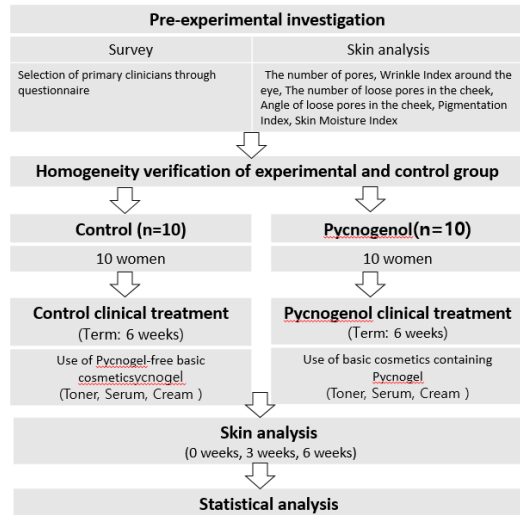 Pre-experimental investigation
Survey
Skin analysis
Selection of primary clinicians through
questionnaire
The number of pores, Wrinkle Index around the
eye, The number of loose pores in the cheek,
Angle of loose pores in the cheek, Pigmentation
Index, Skin Moisture Index
Homogeneity verification of experimental and control group
Control (n=10)
10 women
Pycnogenol(n=10)
10 women
Control clinical treatment
(Term: 6 weeks)
Use of Pycnogel-free basic
cosmeticsvcnogel
(Toner, Serum, Cream )
Pycnogenol clinical treatment
(Term: 6 weeks)
Use of basic cosmetics containing
Pycnogel
(Toner, Serum, Cream )
Skin analysis
(0 weeks, 3 weeks, 6 weeks)
Statistical analysis